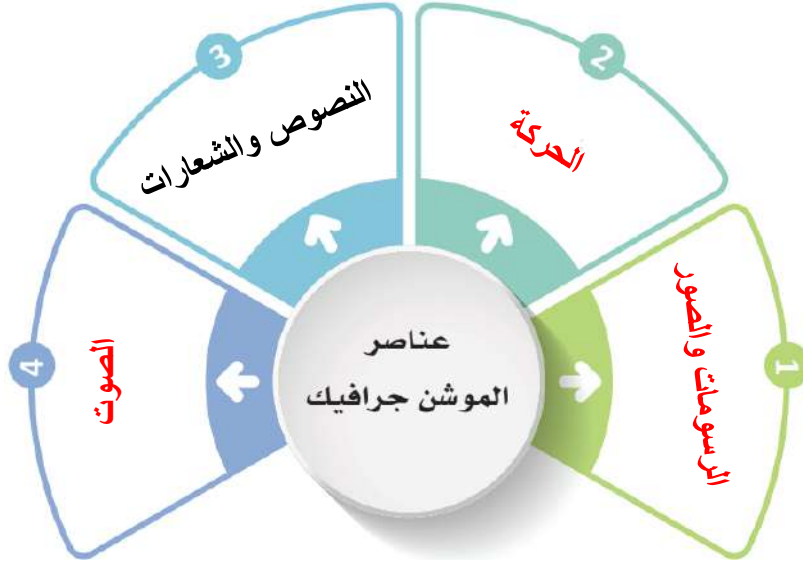 عناصر
الموشن جرافيك
1
الرسومات والصور
2
الحركة
3
النصوص والشعارات
4
الصوت